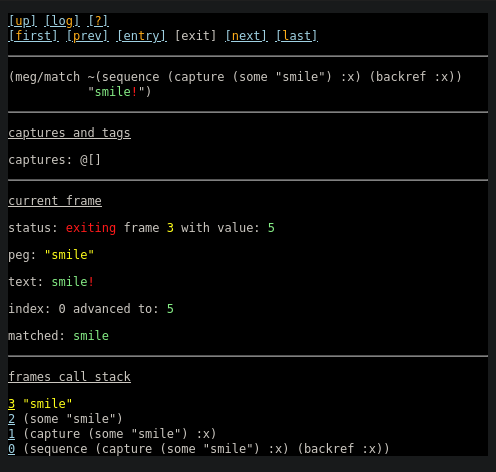 [up] [log] [?]
[first] [prev] [entry] [exit] [next] [last]
(meg/match ~(sequence (capture (some "smile") :x) (backref :x))
"smile!")
captures and tags
captures: @[]
current frame
status: exiting frame 3 with value: 5
peg: "smile"
text: smile!
index: 0 advanced to: 5
matched: smile
frames call stack
3 "smile"
2 (some "smile")
1 (capture (some "smile") :x)
0 (sequence (capture (some "smile") :x) (backref :x))